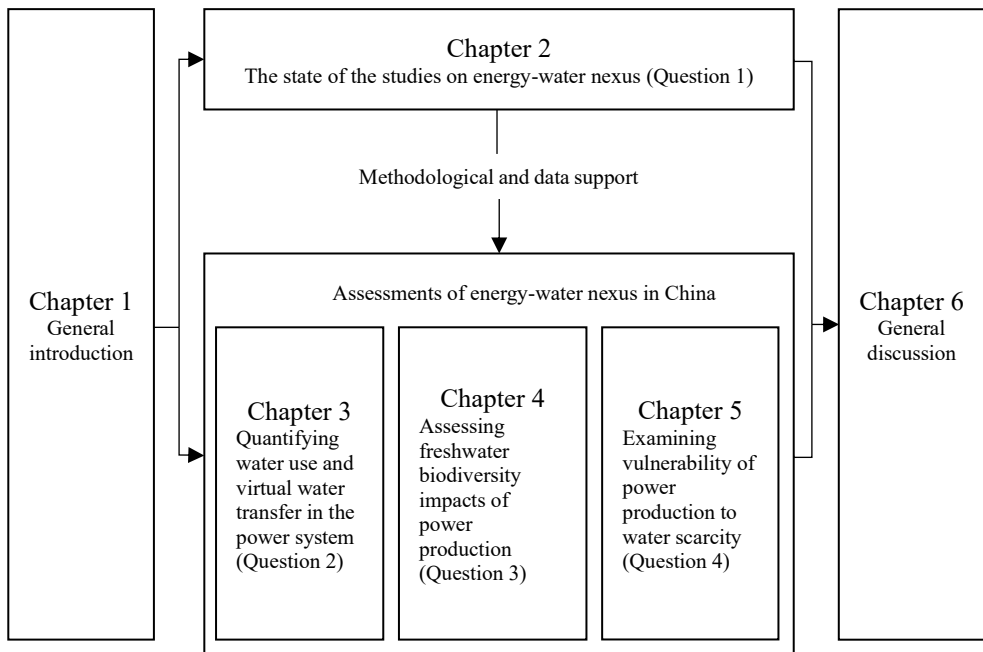 Chapter 1
General
introduction
Chapter 2
The state of the studies on energy-water nexus (Question 1)
Methodological and data support
Assessments of energy-water nexus in China
Chapter 3
Quantifying
water use and
virtual water
transfer in the
power system
(Question 2)
Chapter 4
Assessing
freshwater
biodiversity
impacts of
power
production
(Question 3)
Chapter 5
Examining
vulnerability of
power
production to
water scarcity
(Question 4)
Chapter 6
General
discussion